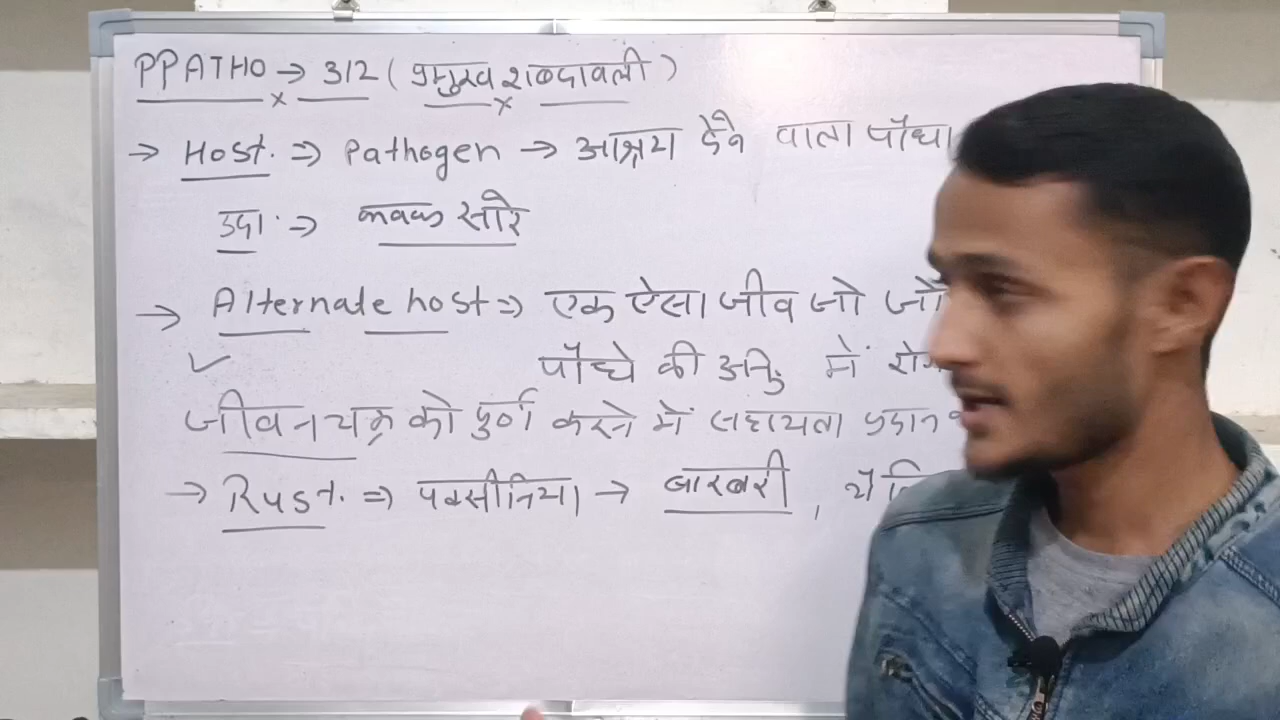 PPATHO → 312 (प्रमुख शब्दावली)
→ Host. ⇒ Pathogen → आश्रय देने वाला पौधा
उदा. ⇒ कवक
→ Alternate host ⇒ एक ऐसा जीव जो
पौधे की में
जीवनचक्र को पुर्ण करने में सहायता प्रदान
→ Rust. ⇒ पक्सीनिया → बारबरी,